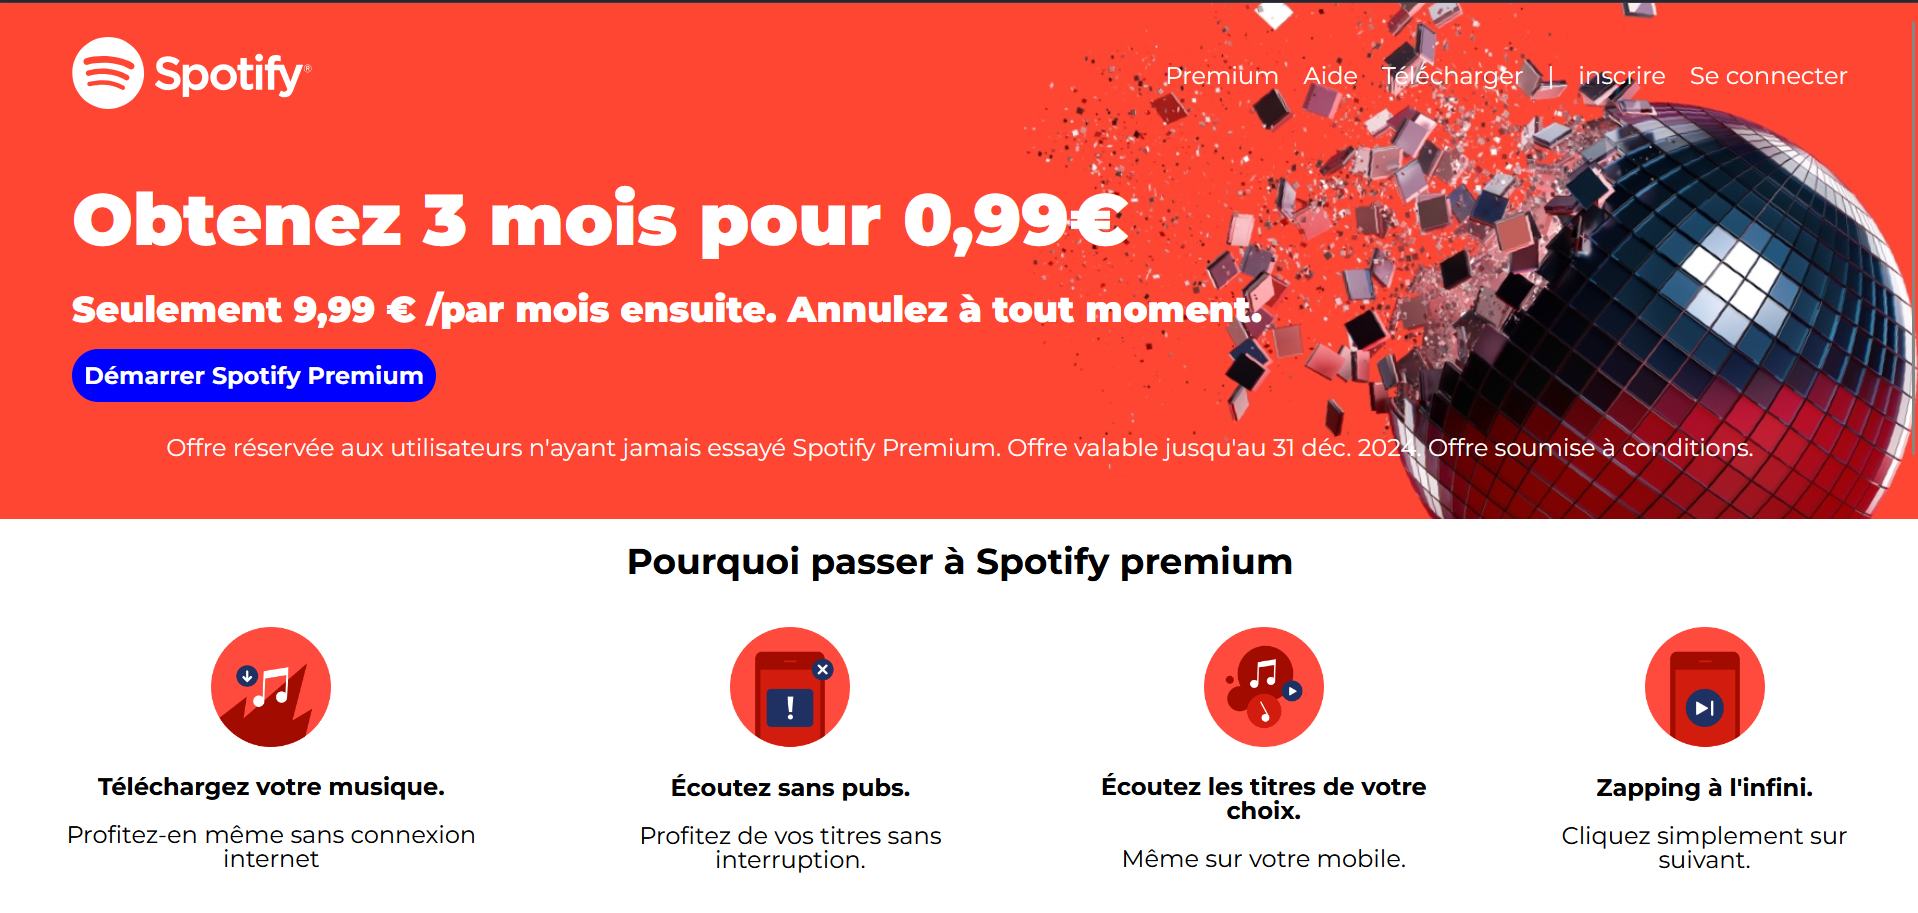 Spotify®
Premium Aide Télécharger | inscrire Se connecter
Obtenez 3 mois pour 0,99€
Seulement 9,99 € /par mois ensuite. Annulez à tout moment.
Démarrer Spotify Premium
Offre réservée aux utilisateurs n'ayant jamais essayé Spotify Premium. Offre valable jusqu'au 31 déc. 2024. Offre soumise à conditions.
Pourquoi passer à Spotify premium
Téléchargez votre musique.
Profitez-en même sans connexion
internet
Écoutez sans pubs.
Profitez de vos titres sans
interruption.
Écoutez les titres de votre
choix.
Même sur votre mobile.
Zapping à l'infini.
Cliquez simplement sur
suivant.